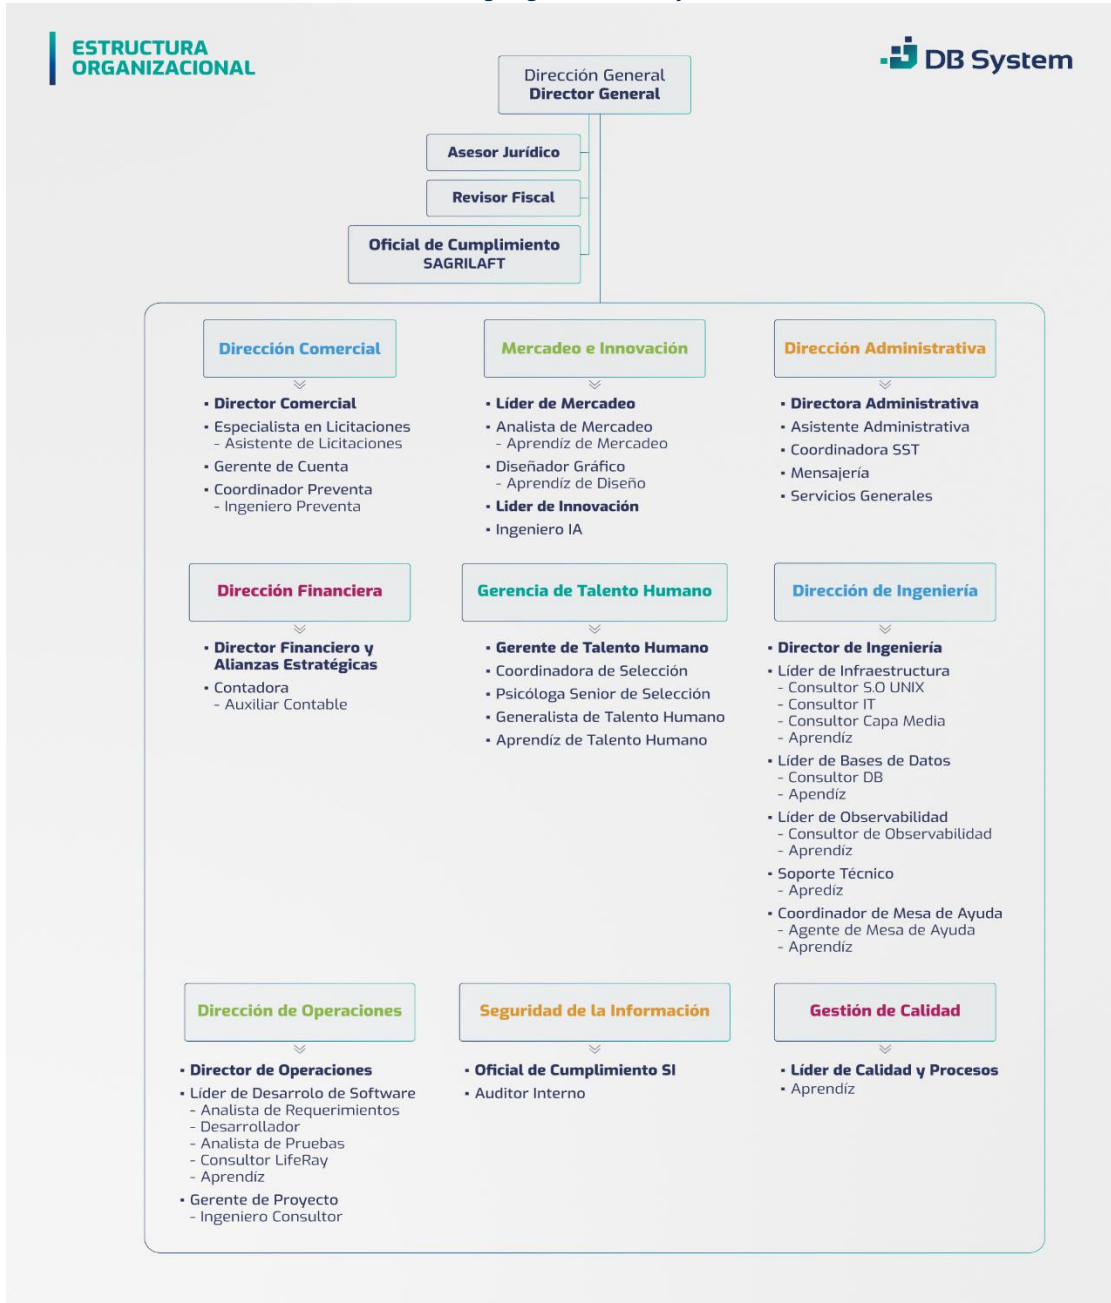 ESTRUCTURA
ORGANIZACIONAL
DB System
Dirección General
Director General
Asesor Jurídico
Revisor Fiscal
Oficial de Cumplimiento
SAGRILAFT
Dirección Comercial
▪ Director Comercial
▪ Especialista en Licitaciones
- Asistente de Licitaciones
▪ Gerente de Cuenta
▪ Coordinador Preventa
- Ingeniero Preventa
Mercadeo e Innovación
▪ Líder de Mercadeo
▪ Analista de Mercadeo
- Aprendíz de Mercadeo
▪ Diseñador Gráfico
- Aprendíz de Diseño
▪ Lider de Innovación
▪ Ingeniero IA
Dirección Administrativa
▪ Directora Administrativa
▪ Asistente Administrativa
▪ Coordinadora SST
▪ Mensajería
▪ Servicios Generales
Dirección Financiera
▪ Director Financiero y
Alianzas Estratégicas
▪ Contadora
- Auxiliar Contable
Gerencia de Talento Humano
▪ Gerente de Talento Humano
▪ Coordinadora de Selección
▪ Psicóloga Senior de Selección
▪ Generalista de Talento Humano
▪ Aprendíz de Talento Humano
Dirección de Ingeniería
▪ Director de Ingeniería
▪ Líder de Infraestructura
- Consultor S.O UNIX
- Consultor IT
- Consultor Capa Media
- Aprendíz
▪ Líder de Bases de Datos
- Consultor DB
- Apendíz
▪ Líder de Observabilidad
- Consultor de Observabilidad
- Aprendíz
▪ Soporte Técnico
- Apredíz
▪ Coordinador de Mesa de Ayuda
- Agente de Mesa de Ayuda
- Aprendíz
Dirección de Operaciones
▪ Director de Operaciones
▪ Líder de Desarrolo de Software
- Analista de Requerimientos
- Desarrollador
- Analista de Pruebas
- Consultor LifeRay
- Aprendíz
▪ Gerente de Proyecto
- Ingeniero Consultor
Seguridad de la Información
▪ Oficial de Cumplimiento SI
▪ Auditor Interno
Gestión de Calidad
▪ Líder de Calidad y Procesos
▪ Aprendíz